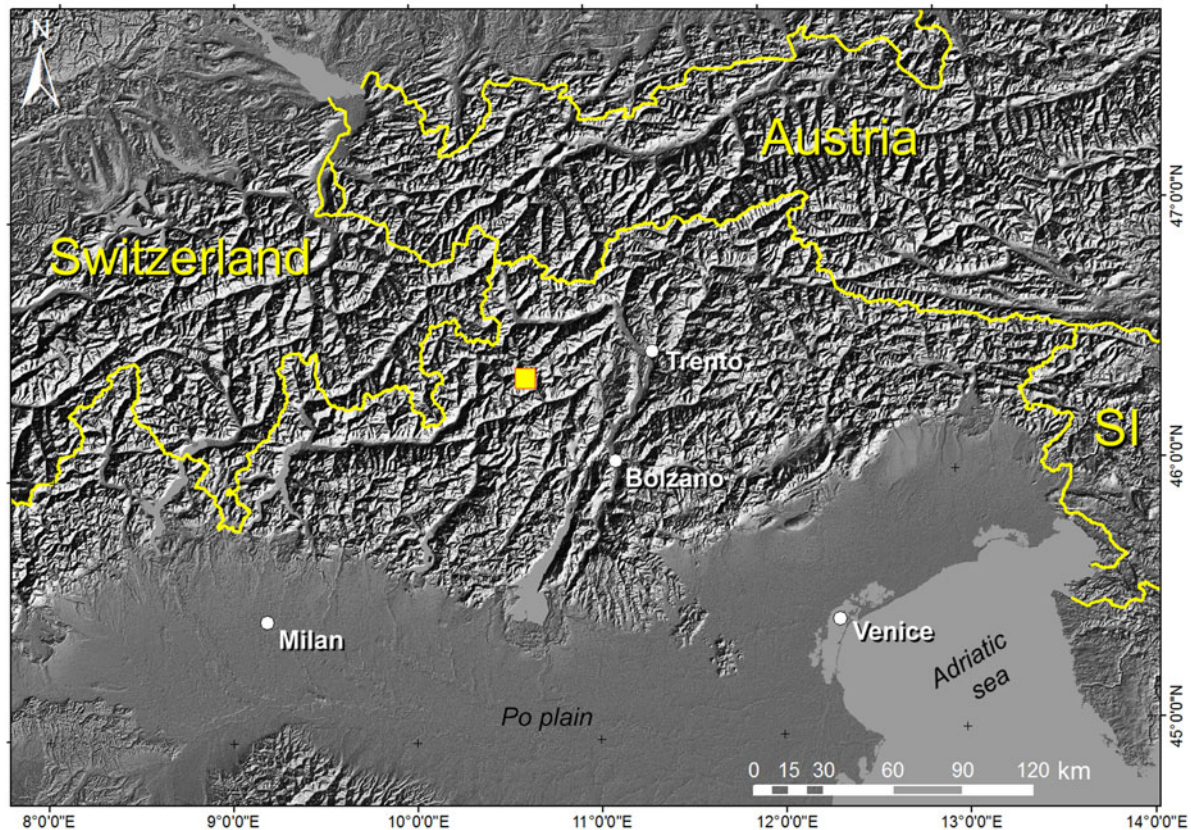 N
Austria
47°0'0"N
Switzerland
Trento
SI
46°0'0"N
Bolzano
Milan
Venice
Adriatic
sea
45°0'0"N
Po plain
0 15 30 60 90 120 km
8°0'0"E 9°0'0"E 10°0'0"E 11°0'0"E 12°0'0"E 13°0'0"E 14°0'0"E